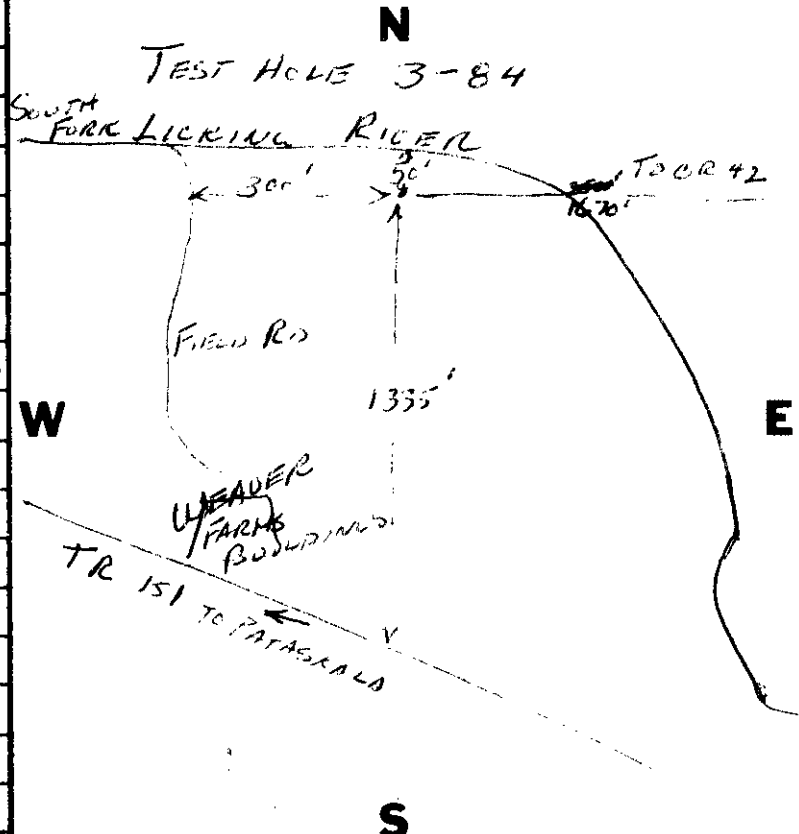 N
TEST HOLE 3-84
SOUTH
FORK LICKING RIVER
300'
50'
TO CR 42
1670'
FIELD RD
1335'
W
E
WEAVER
FARMS
BUILDINGS
TR 151 TO PATASKALA
S